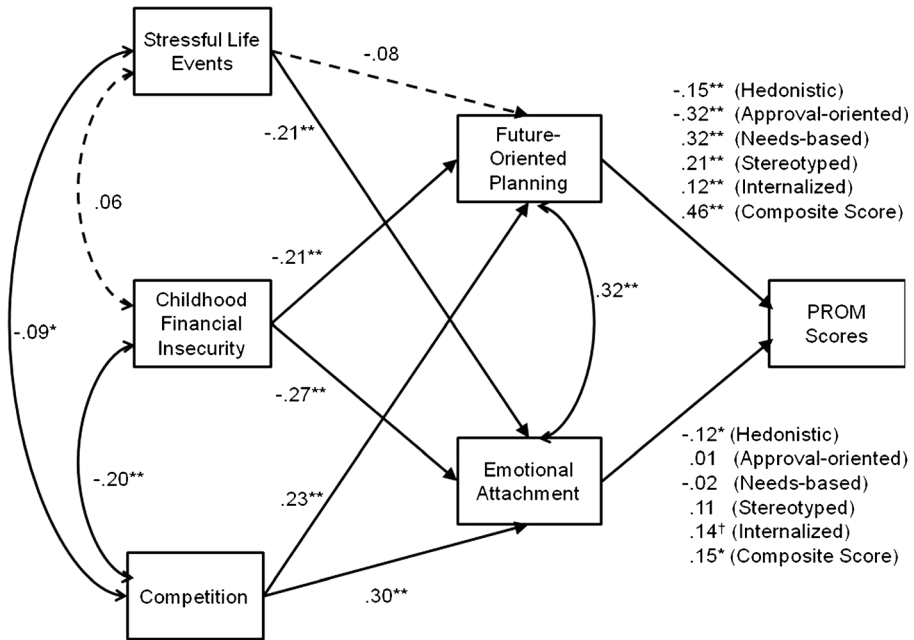 Stressful Life
Events
-.08
-.15** (Hedonistic)
-.32** (Approval-oriented)
.32** (Needs-based)
.21** (Stereotyped)
.12** (Internalized)
.46** (Composite Score)
-.21**
Future-
Oriented
Planning
.06
-.21**
Childhood
Financial
Insecurity
.32**
PROM
Scores
-.09*
-.27**
-.12* (Hedonistic)
.01 (Approval-oriented)
-.02 (Needs-based)
.11 (Stereotyped)
.14† (Internalized)
.15* (Composite Score)
Emotional
Attachment
-.20**
.23**
Competition
.30**